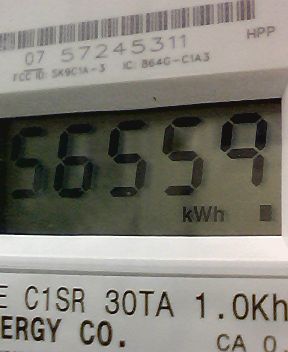 07 57245311
HPP
FCC ID: SK9C1A-3 IC: 864G-C1A3
56559
kWh
E C1SR 30TA 1.0Kh
ERGY CO.
CA 0.